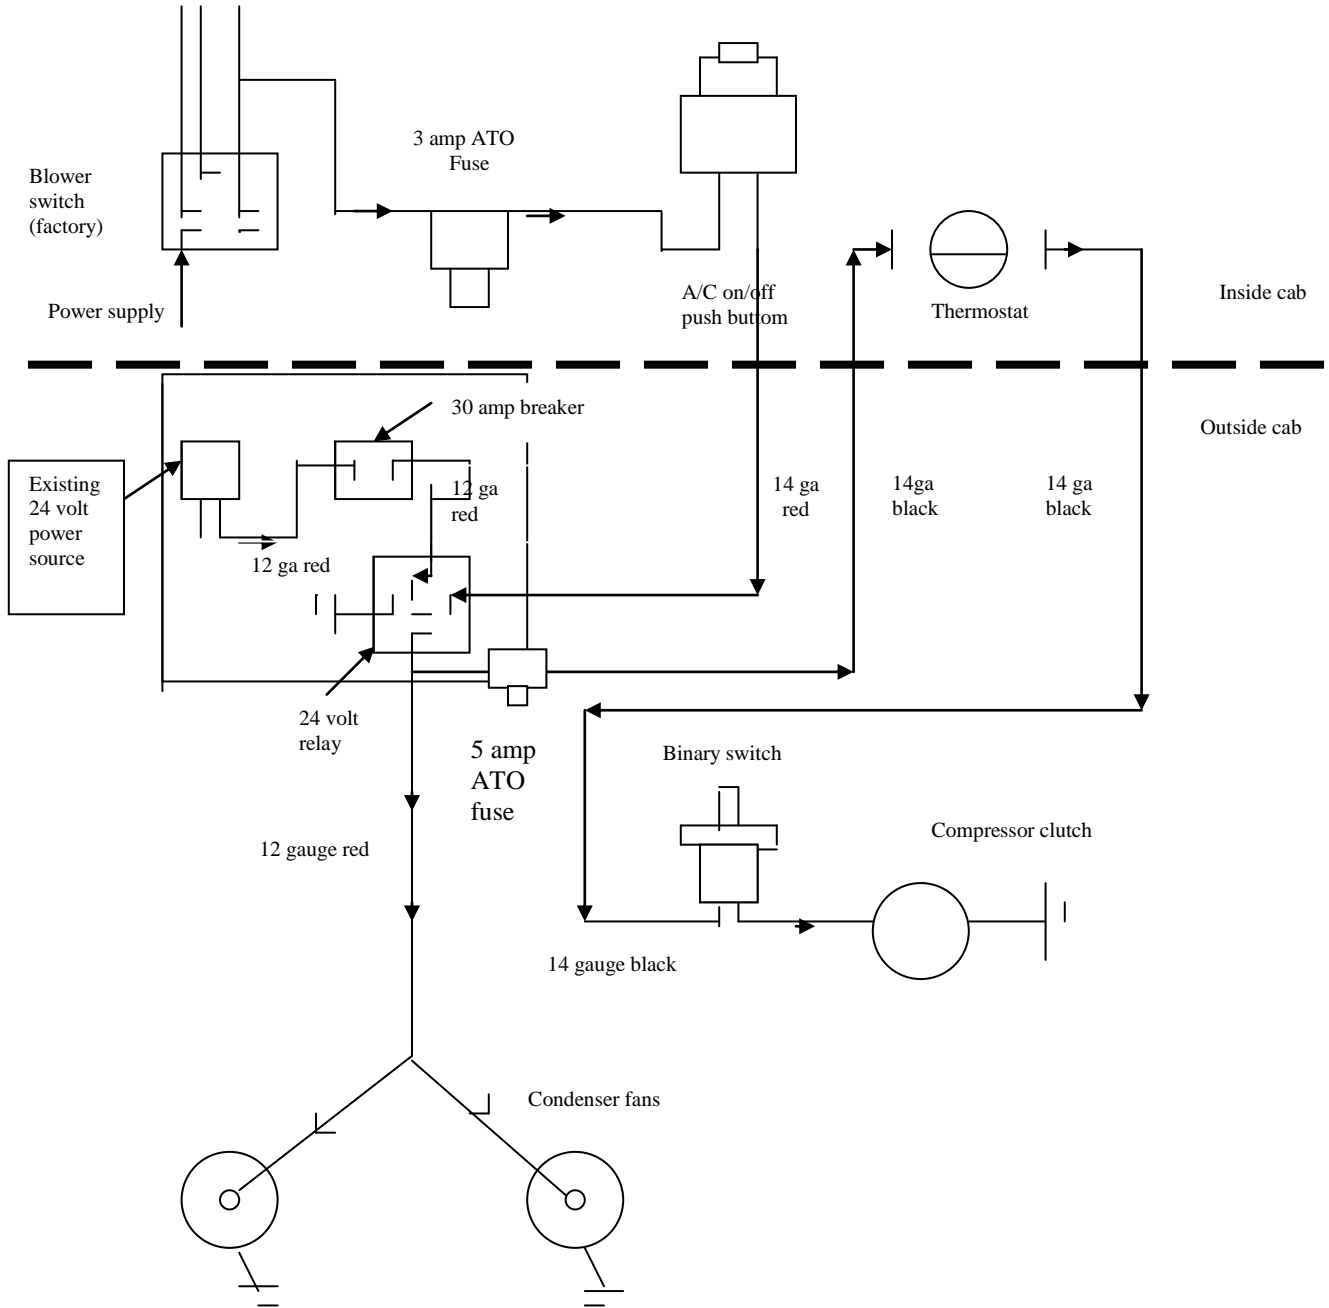 3 amp ATO
Fuse
Blower
switch
(factory)
Power supply
A/C on/off
push buttom
Thermostat
Inside cab
30 amp breaker
Outside cab
Existing
24 volt
power
source
12 ga
red
14 ga
red
14ga
black
14 ga
black
12 ga red
24 volt
relay
5 amp
ATO
fuse
Binary switch
Compressor clutch
12 gauge red
14 gauge black
Condenser fans